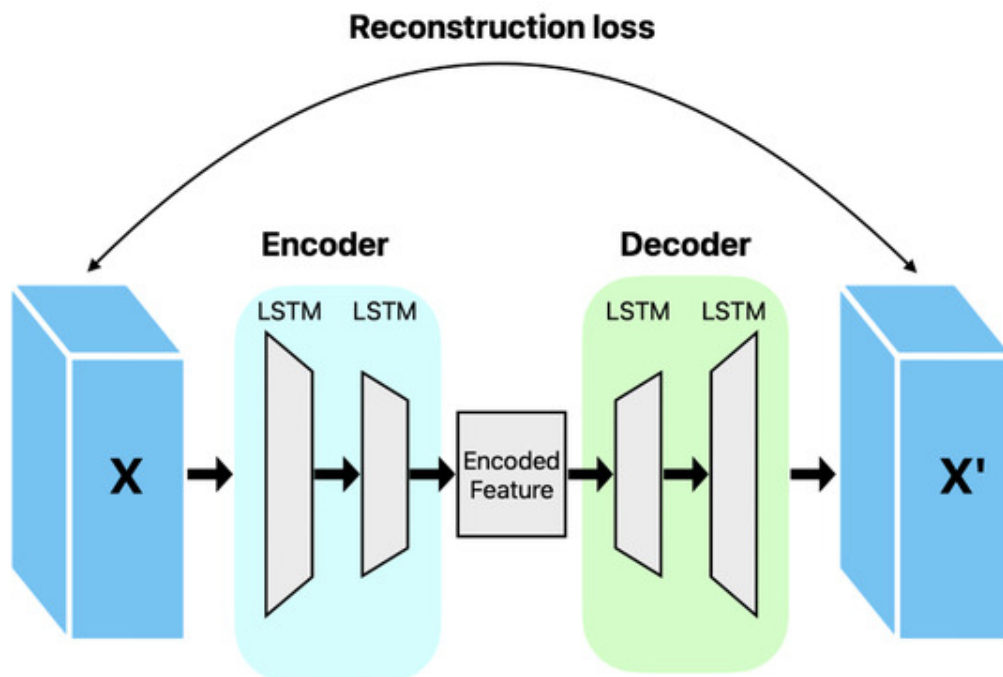 Reconstruction loss
Encoder
Decoder
LSTM LSTM
LSTM LSTM
X
Encoded
Feature
X'